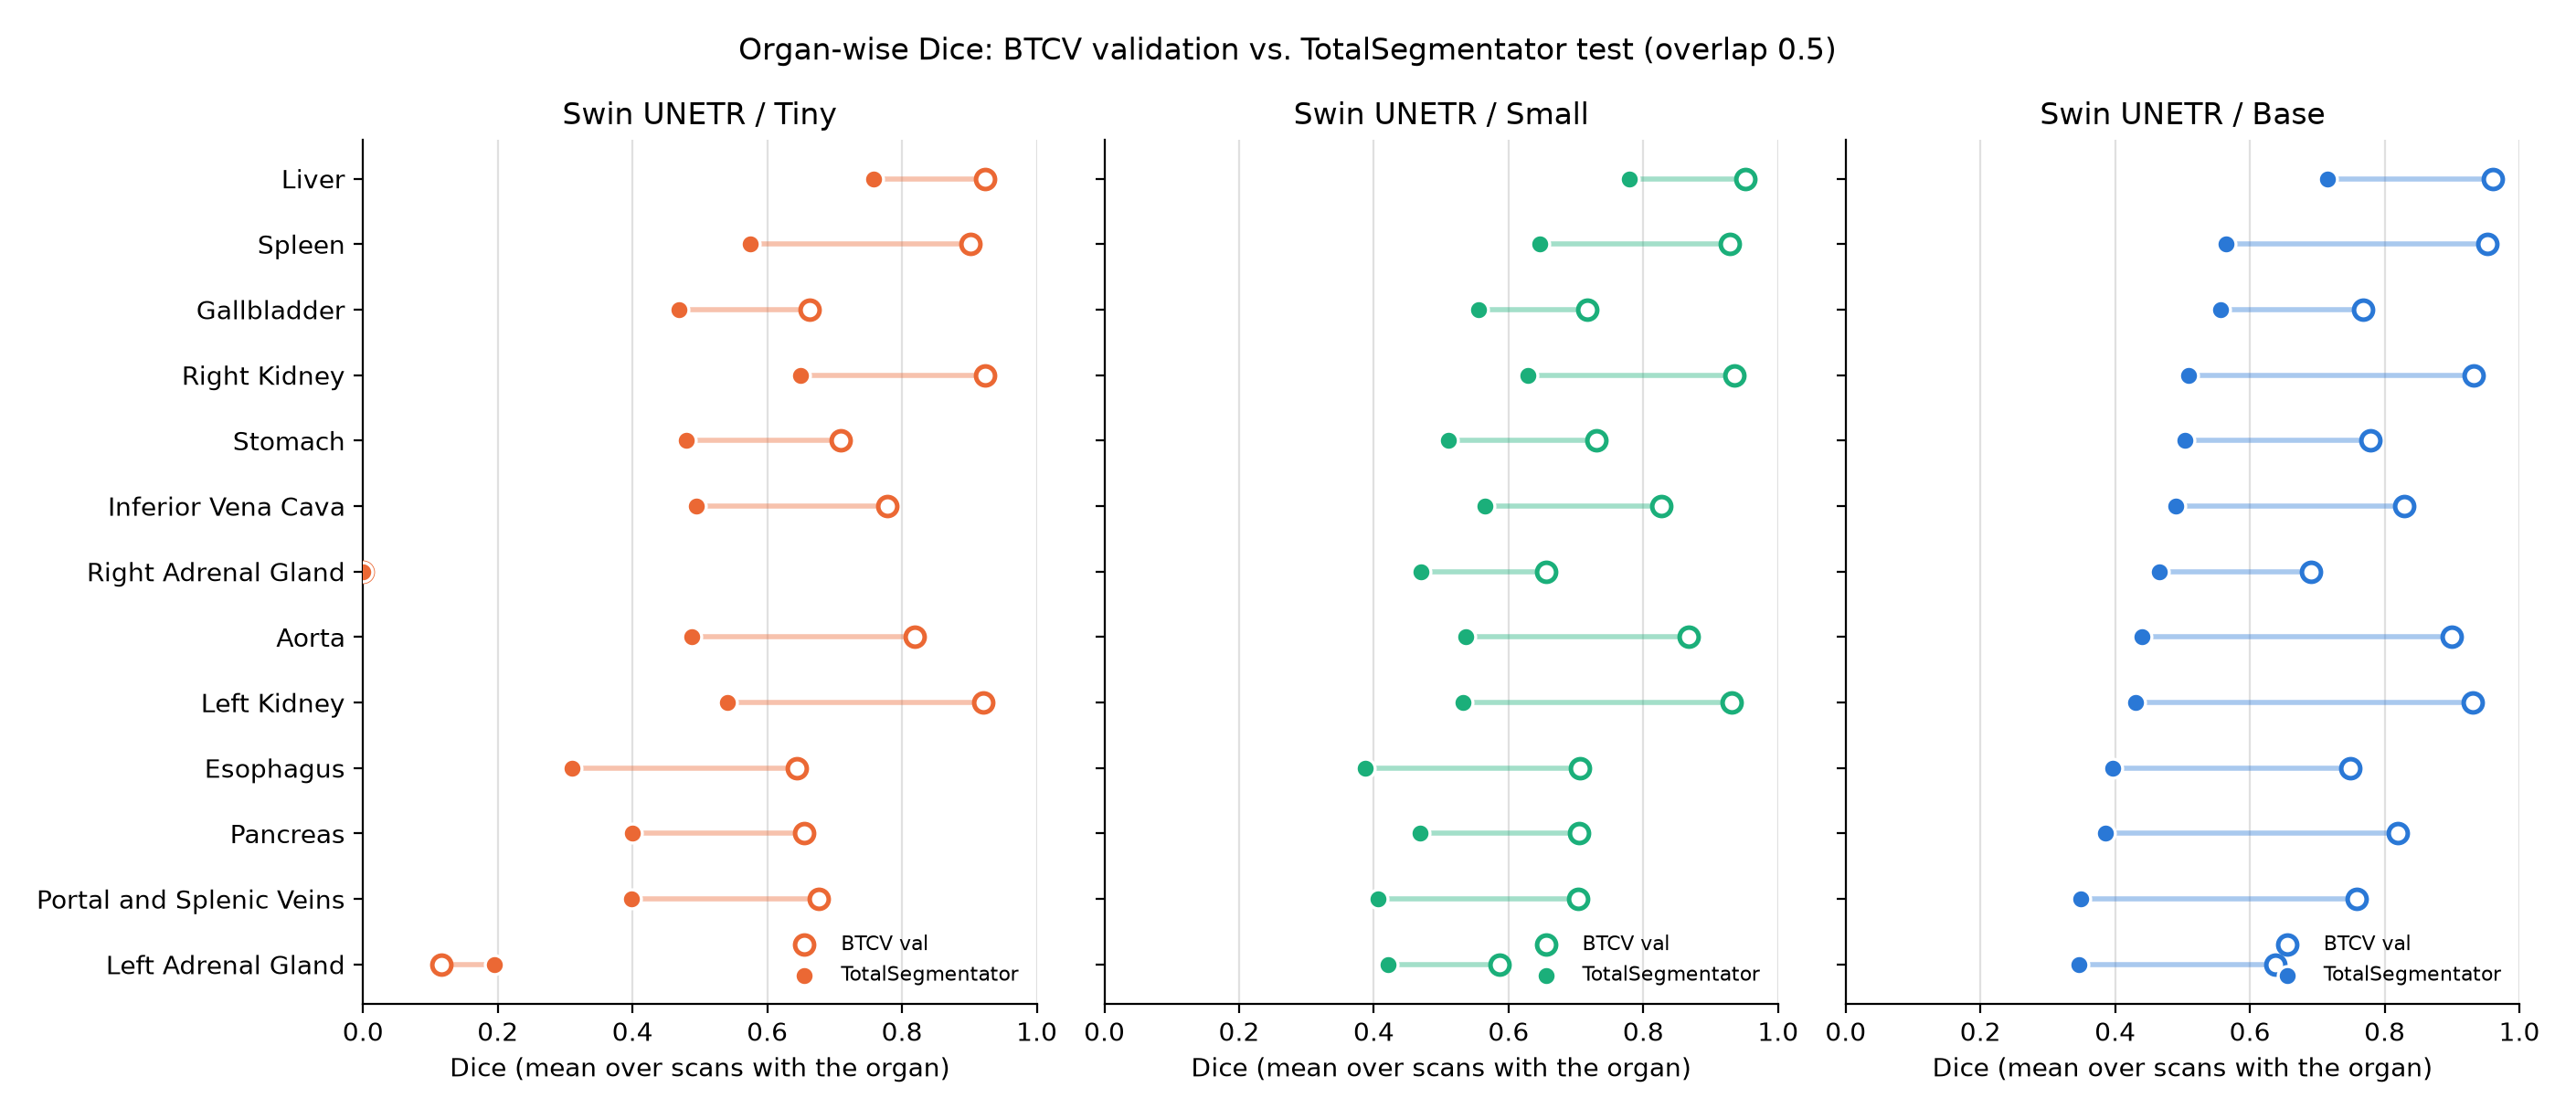 Organ-wise Dice: BTCV validation vs. TotalSegmentator test (overlap 0.5)
Swin UNETR / Tiny
Swin UNETR / Small
Swin UNETR / Base
Liver
Spleen
Gallbladder
Right Kidney
Stomach
Inferior Vena Cava
Right Adrenal Gland
Aorta
Left Kidney
Esophagus
Pancreas
Portal and Splenic Veins
Left Adrenal Gland
BTCV val
TotalSegmentator
BTCV val
TotalSegmentator
BTCV val
TotalSegmentator
0.0 0.2 0.4 0.6 0.8 1.0
0.0 0.2 0.4 0.6 0.8 1.0
0.0 0.2 0.4 0.6 0.8 1.0
Dice (mean over scans with the organ)
Dice (mean over scans with the organ)
Dice (mean over scans with the organ)